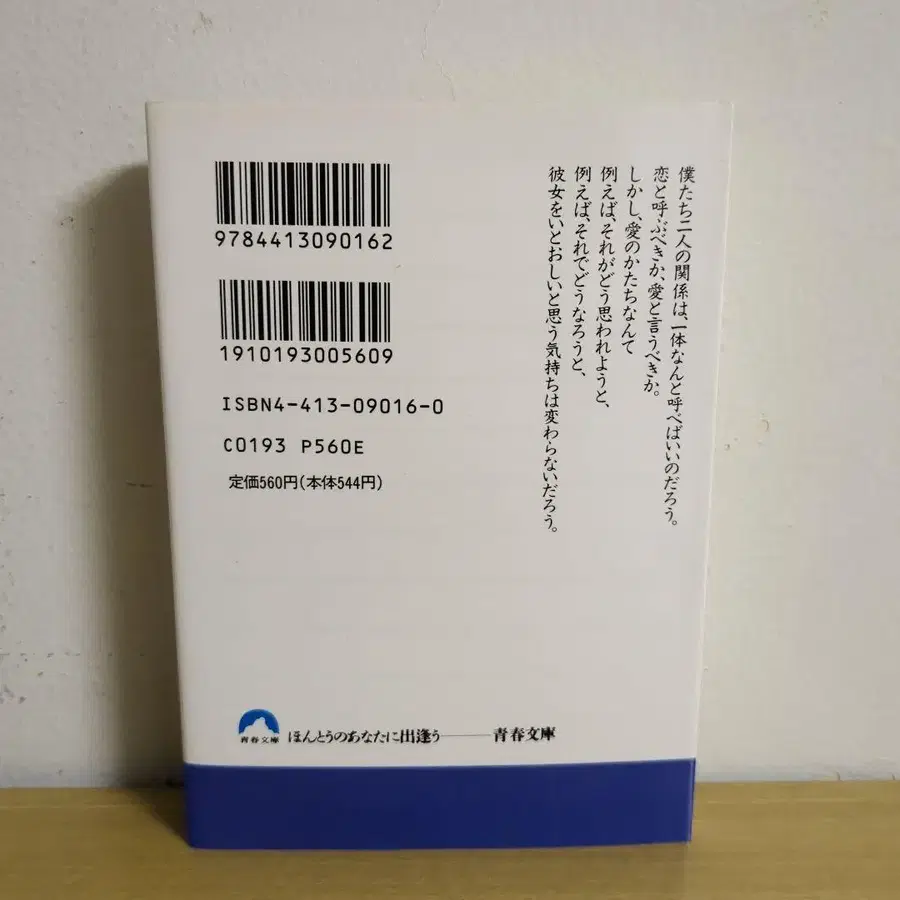 僕たち二人の関係は、一体なんと呼べばいいのだろう。
恋と呼ぶべきか、愛と言うべきか。
しかし、愛のかたちなんて
例えば、それがどう思われようと、
例えば、それでどうなろうと、
彼女をいとおしいと思う気持ちは変わらないだろう。
9784413090162
1910193005609
ISBN4-413-09016-0
C0193 P560E
定価560円(本体544円)
青春文庫
ほんとうのあなたに出逢う———青春文庫